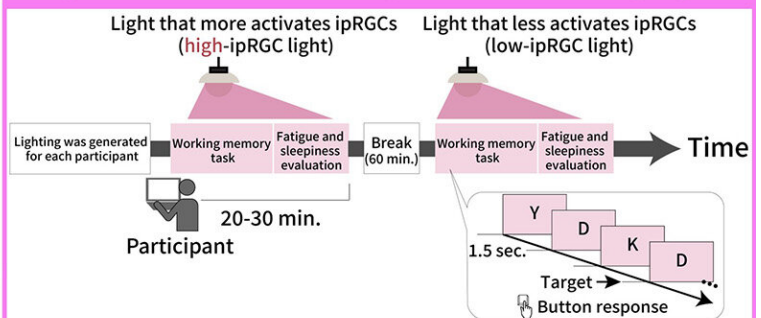 Light that more activates ipRGCs
(high-ipRGC light)
Light that less activates ipRGCs
(low-ipRGC light)
Lighting was generated
for each participant
Working memory
task
Fatigue and
sleepiness
evaluation
Break
(60 min.)
Working memory
task
Fatigue and
sleepiness
evaluation
Time
20-30 min.
Participant
Y
D
K
D
1.5 sec.
Target
Button response